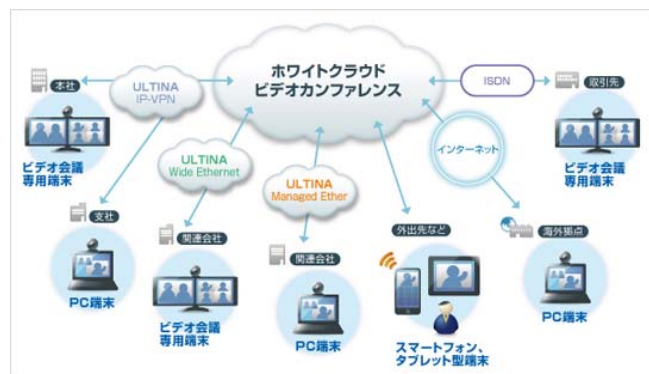 ホワイトクラウド
ビデオカンファレンス
本社
ULTINA
IP-VPN
ISDN
取引先
ビデオ会議
専用端末
ULTINA
Wide Ethernet
ULTINA
Managed Ether
インターネット
ビデオ会議
専用端末
支社
関連会社
関連会社
外出先など
海外拠点
PC端末
ビデオ会議
専用端末
PC端末
スマートフォン、
タブレット型端末
PC端末